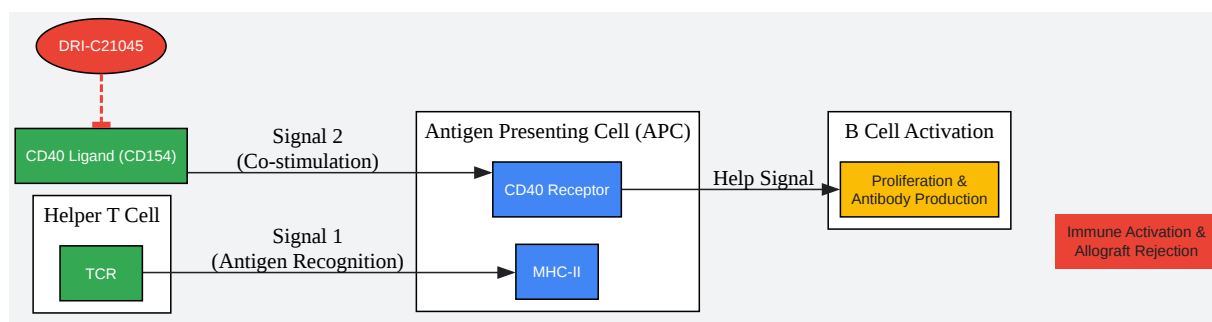 DRI-C21045
CD40 Ligand (CD154)
Signal 2
(Co-stimulation)
Helper T Cell
TCR
Signal 1
(Antigen Recognition)
Antigen Presenting Cell (APC)
CD40 Receptor
MHC-II
Help Signal
B Cell Activation
Proliferation &
Antibody Production
Immune Activation &
Allograft Rejection